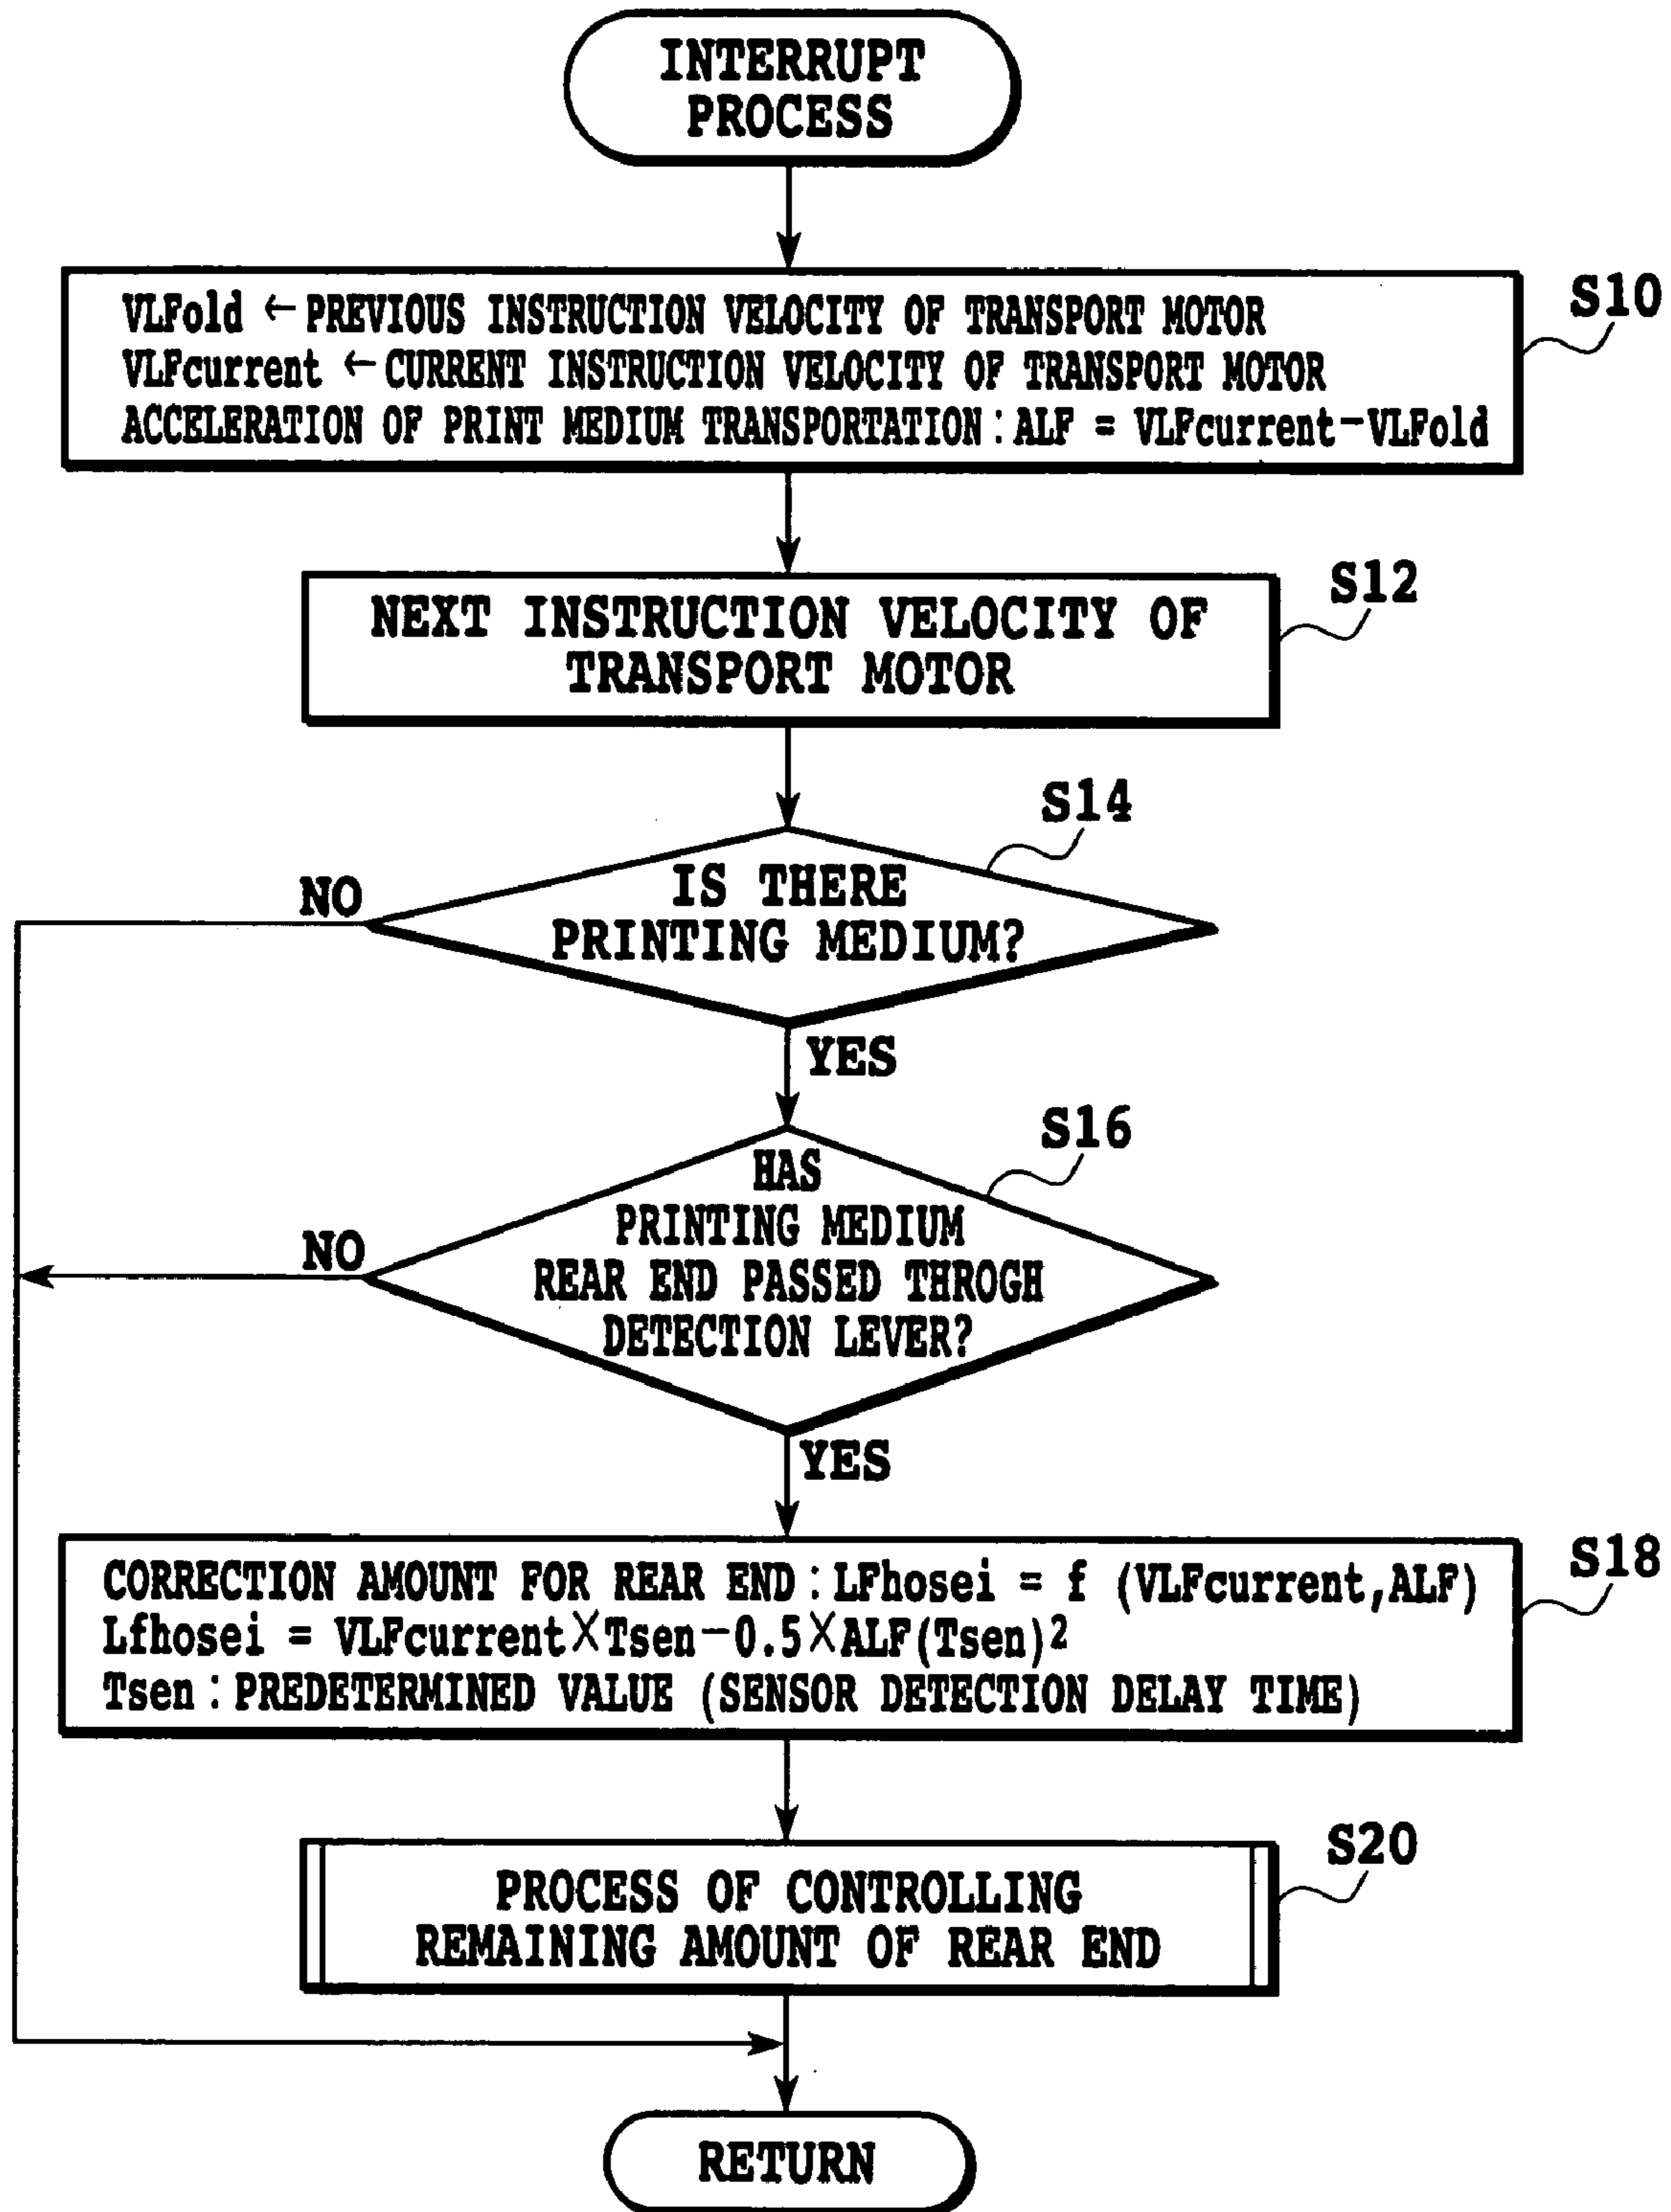 INTERRUPT
PROCESS
VLFold ←PREVIOUS INSTRUCTION VELOCITY OF TRANSPORT MOTOR
VLFcurrent ←CURRENT INSTRUCTION VELOCITY OF TRANSPORT MOTOR
ACCELERATION OF PRINT MEDIUM TRANSPORTATION:ALF = VLFcurrent-VLFold
S10
NEXT INSTRUCTION VELOCITY OF
TRANSPORT MOTOR
S12
S14
IS THERE
PRINTING MEDIUM?
NO
YES
S16
HAS
PRINTING MEDIUM
REAR END PASSED THROGH
DETECTION LEVER?
NO
YES
CORRECTION AMOUNT FOR REAR END:LFhosei = f (VLFcurrent,ALF)
Lfhosei = VLFcurrent×Tsen-0.5×ALF(Tsen)²
Tsen:PREDETERMINED VALUE (SENSOR DETECTION DELAY TIME)
S18
PROCESS OF CONTROLLING
REMAINING AMOUNT OF REAR END
S20
RETURN